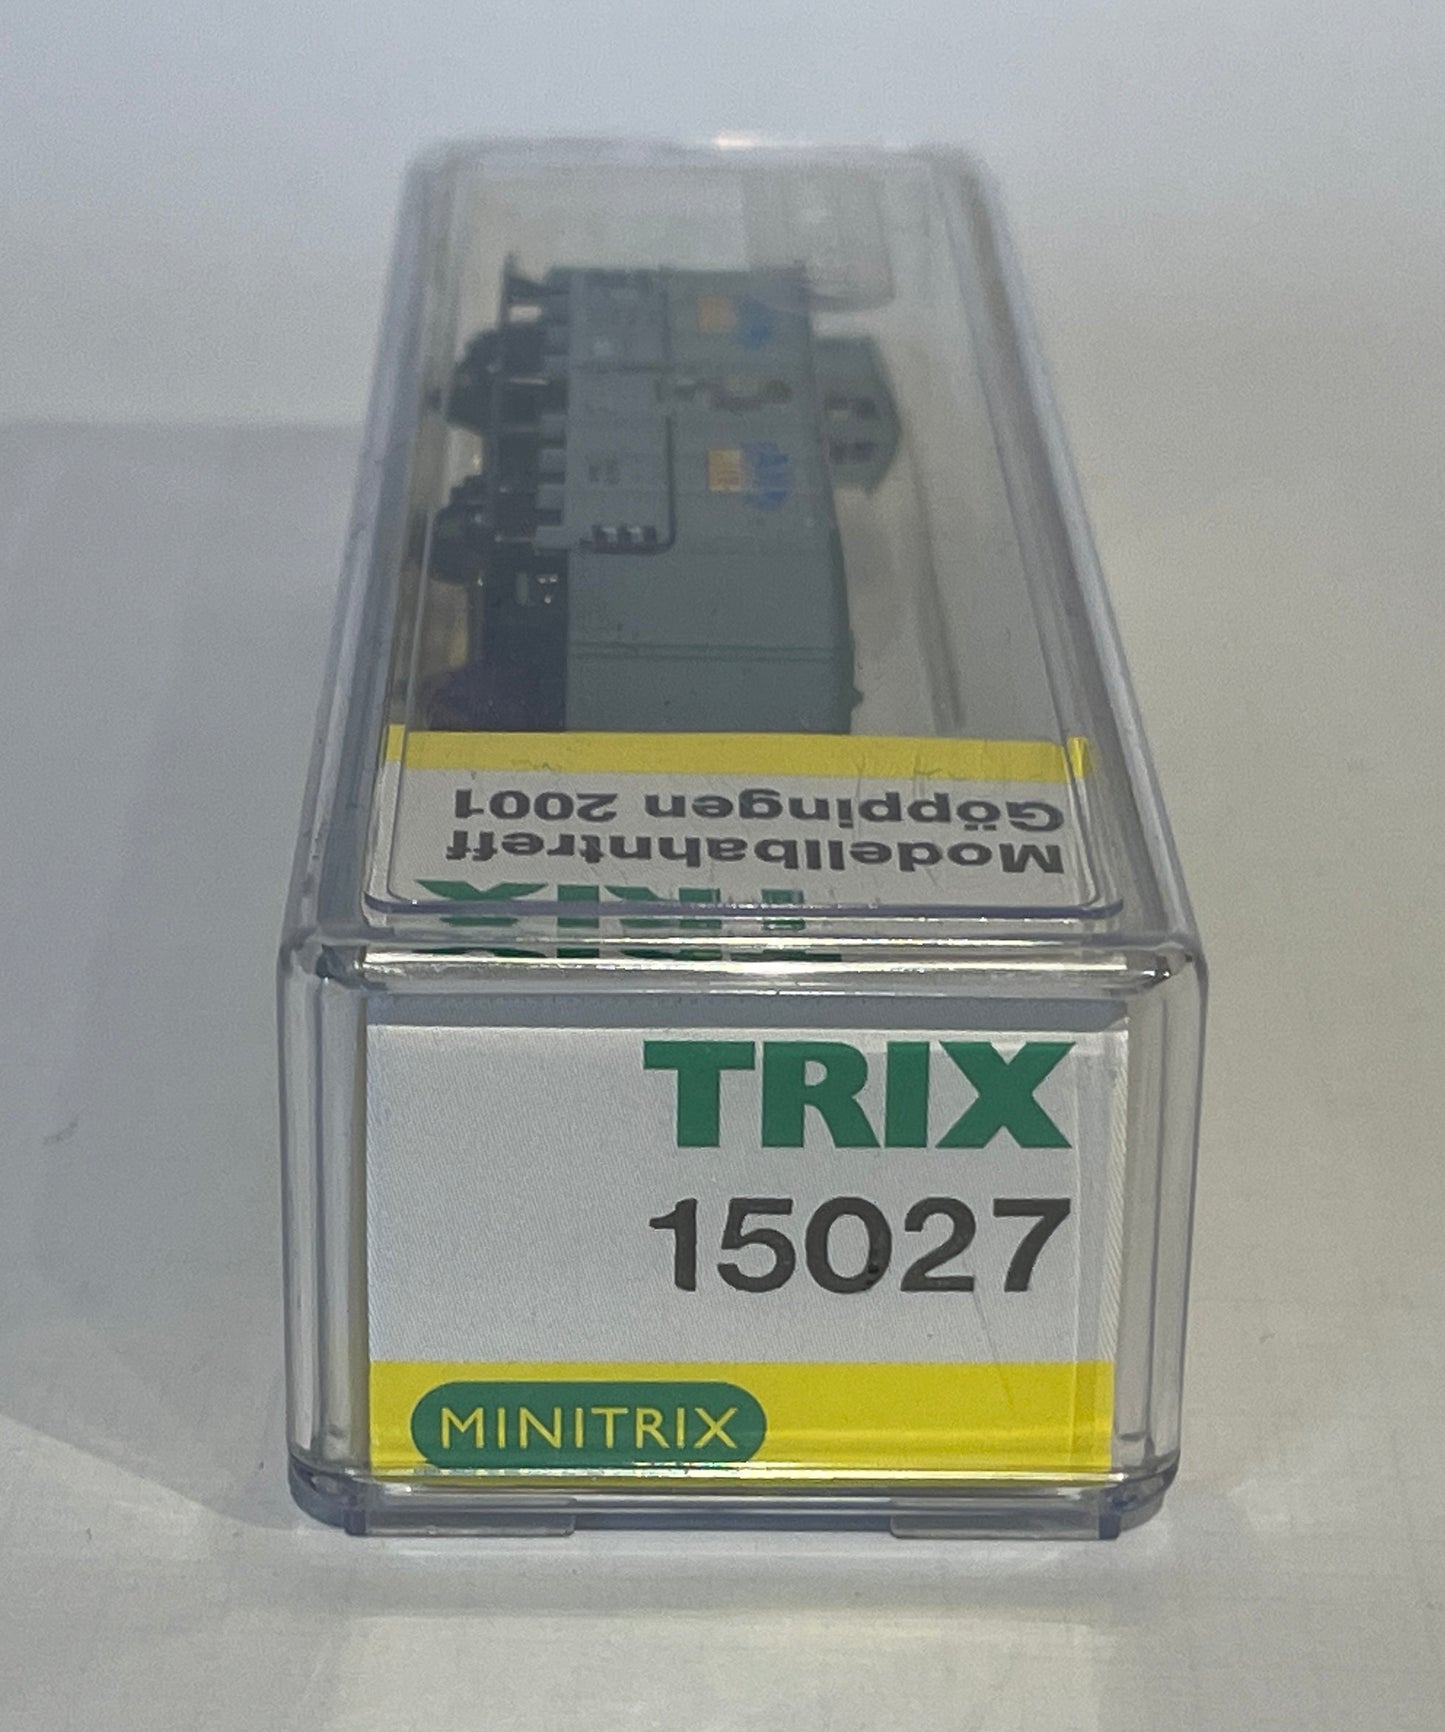 TRIX
Modellbahntreff
Göppingen 2001
TRIX
15027
MINITRIX